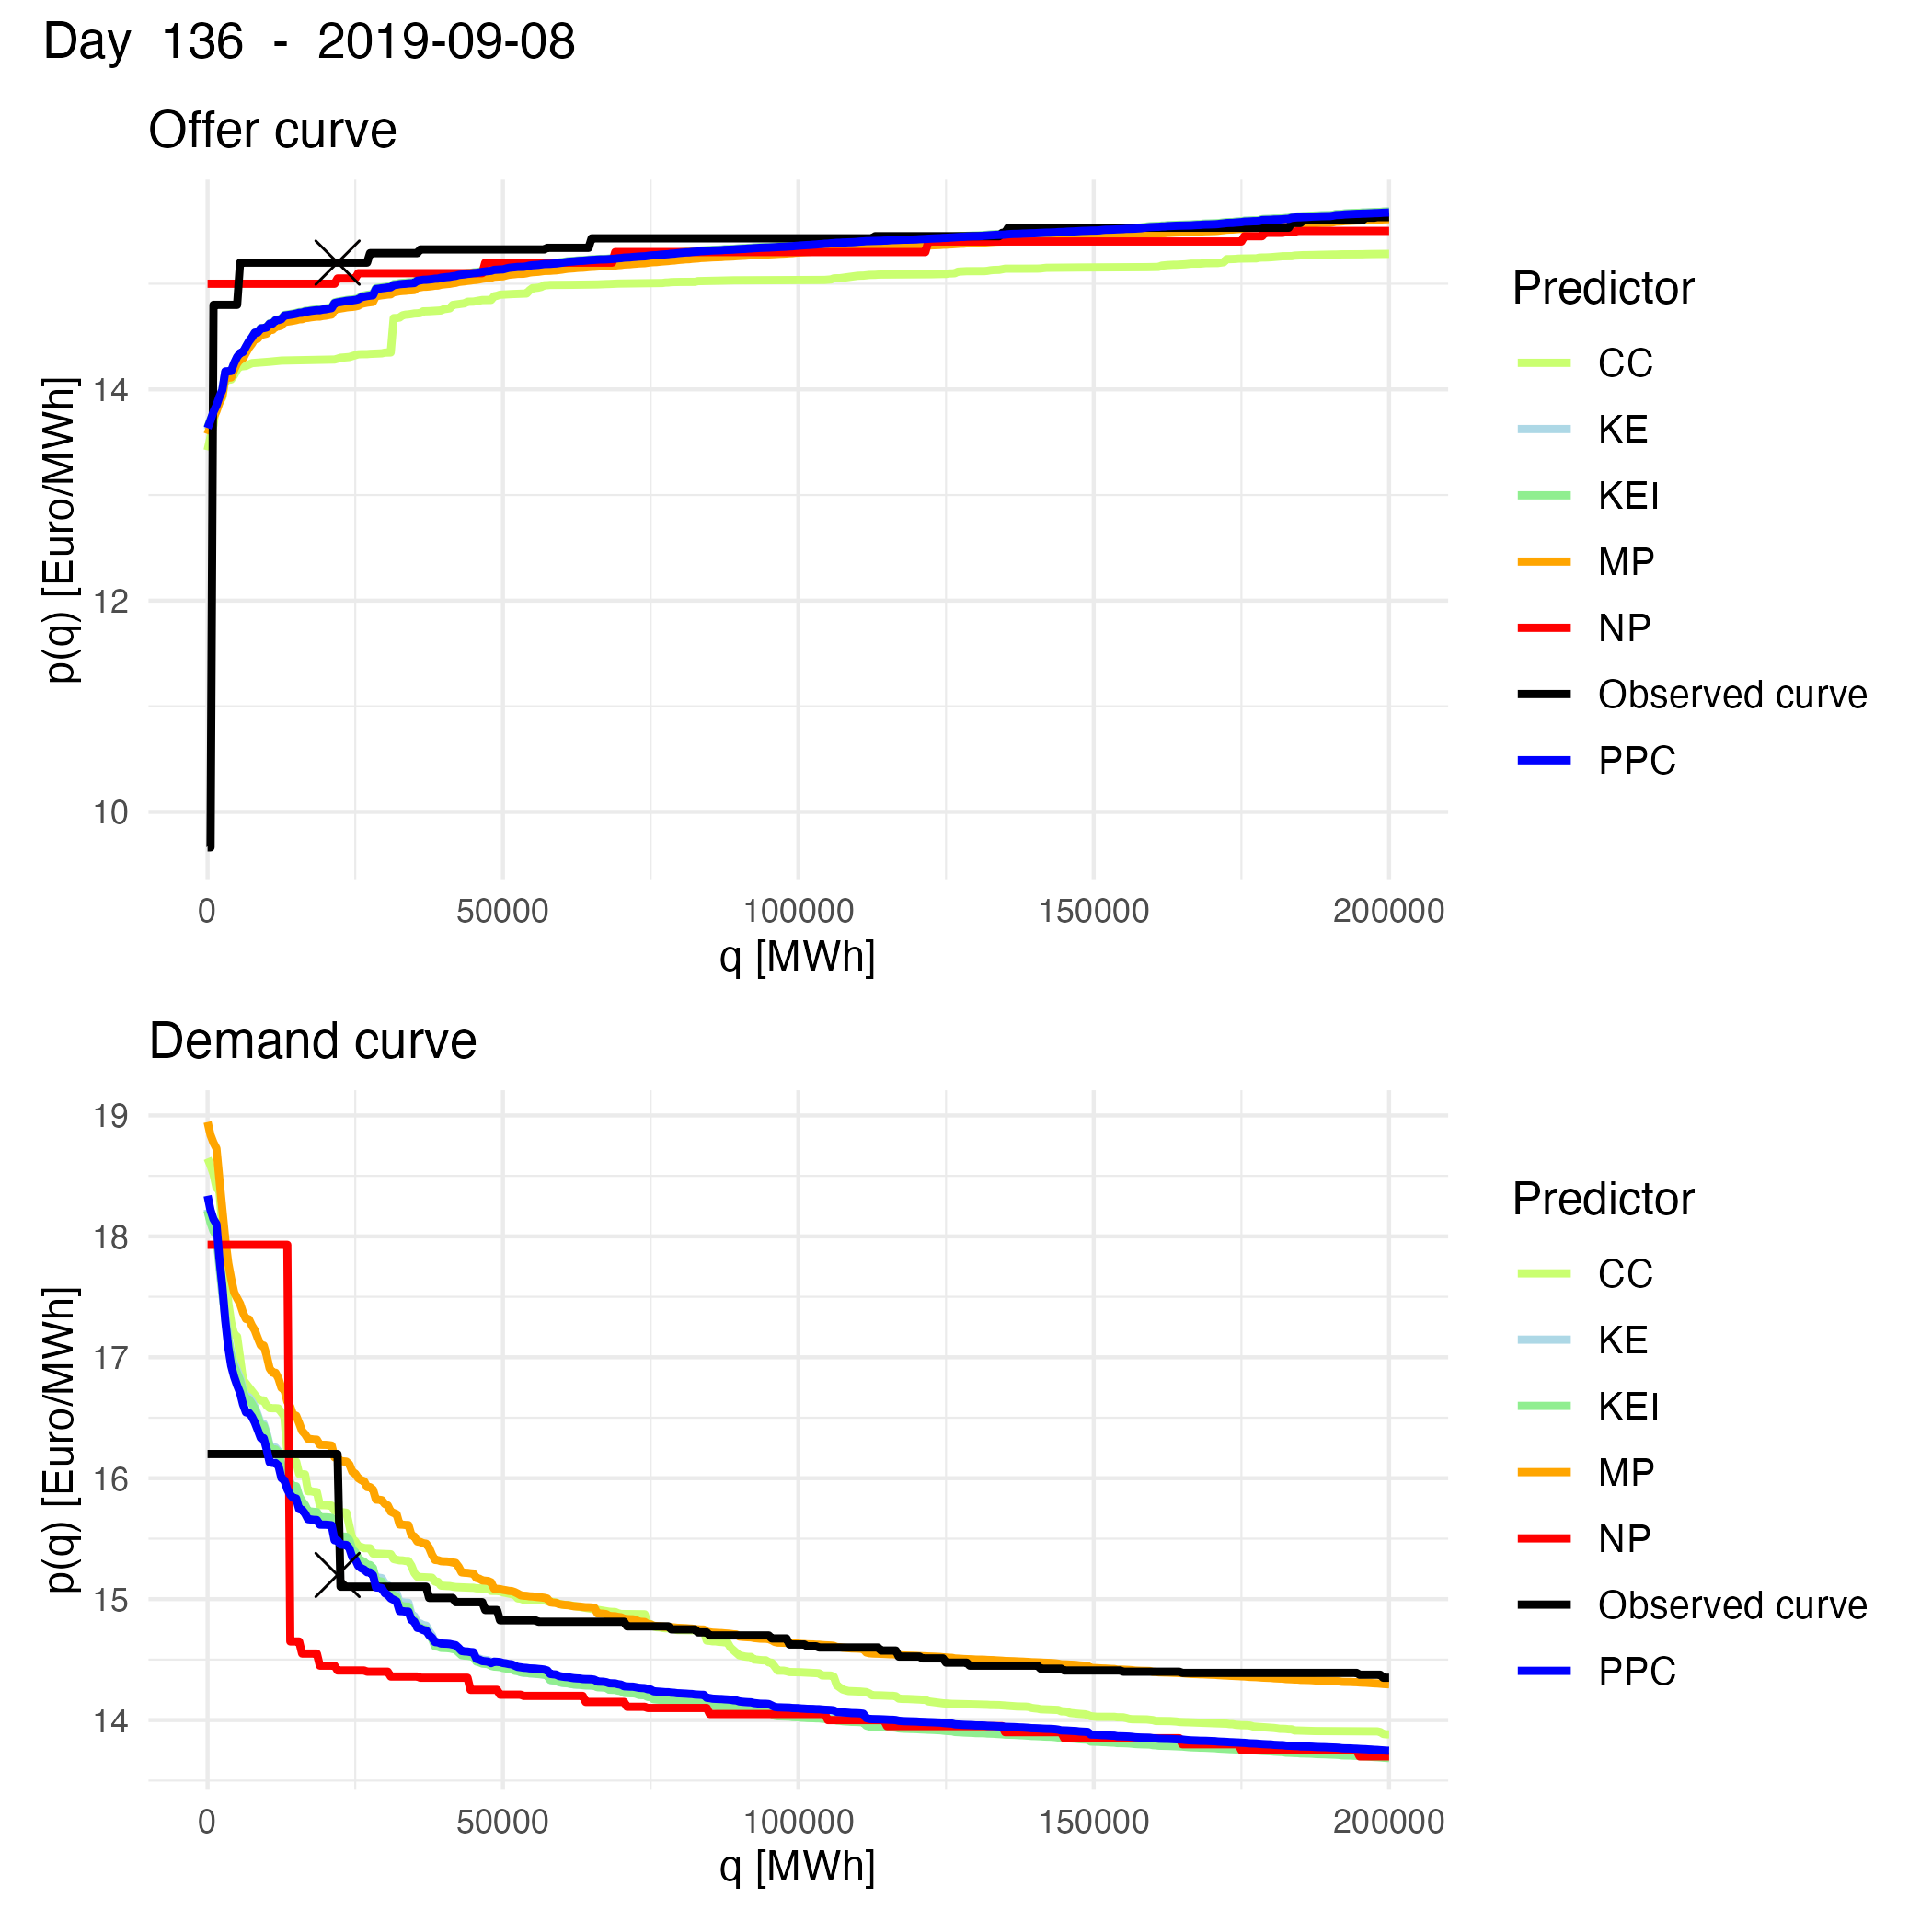 Day 136 - 2019-09-08
Offer curve
p(q) [Euro/MWh]
14
12
10
0 50000 100000 150000 200000
q [MWh]
Predictor
CC
KE
KEI
MP
NP
Observed curve
PPC
Demand curve
p(q) [Euro/MWh]
19
18
17
16
15
14
0 50000 100000 150000 200000
q [MWh]
Predictor
CC
KE
KEI
MP
NP
Observed curve
PPC